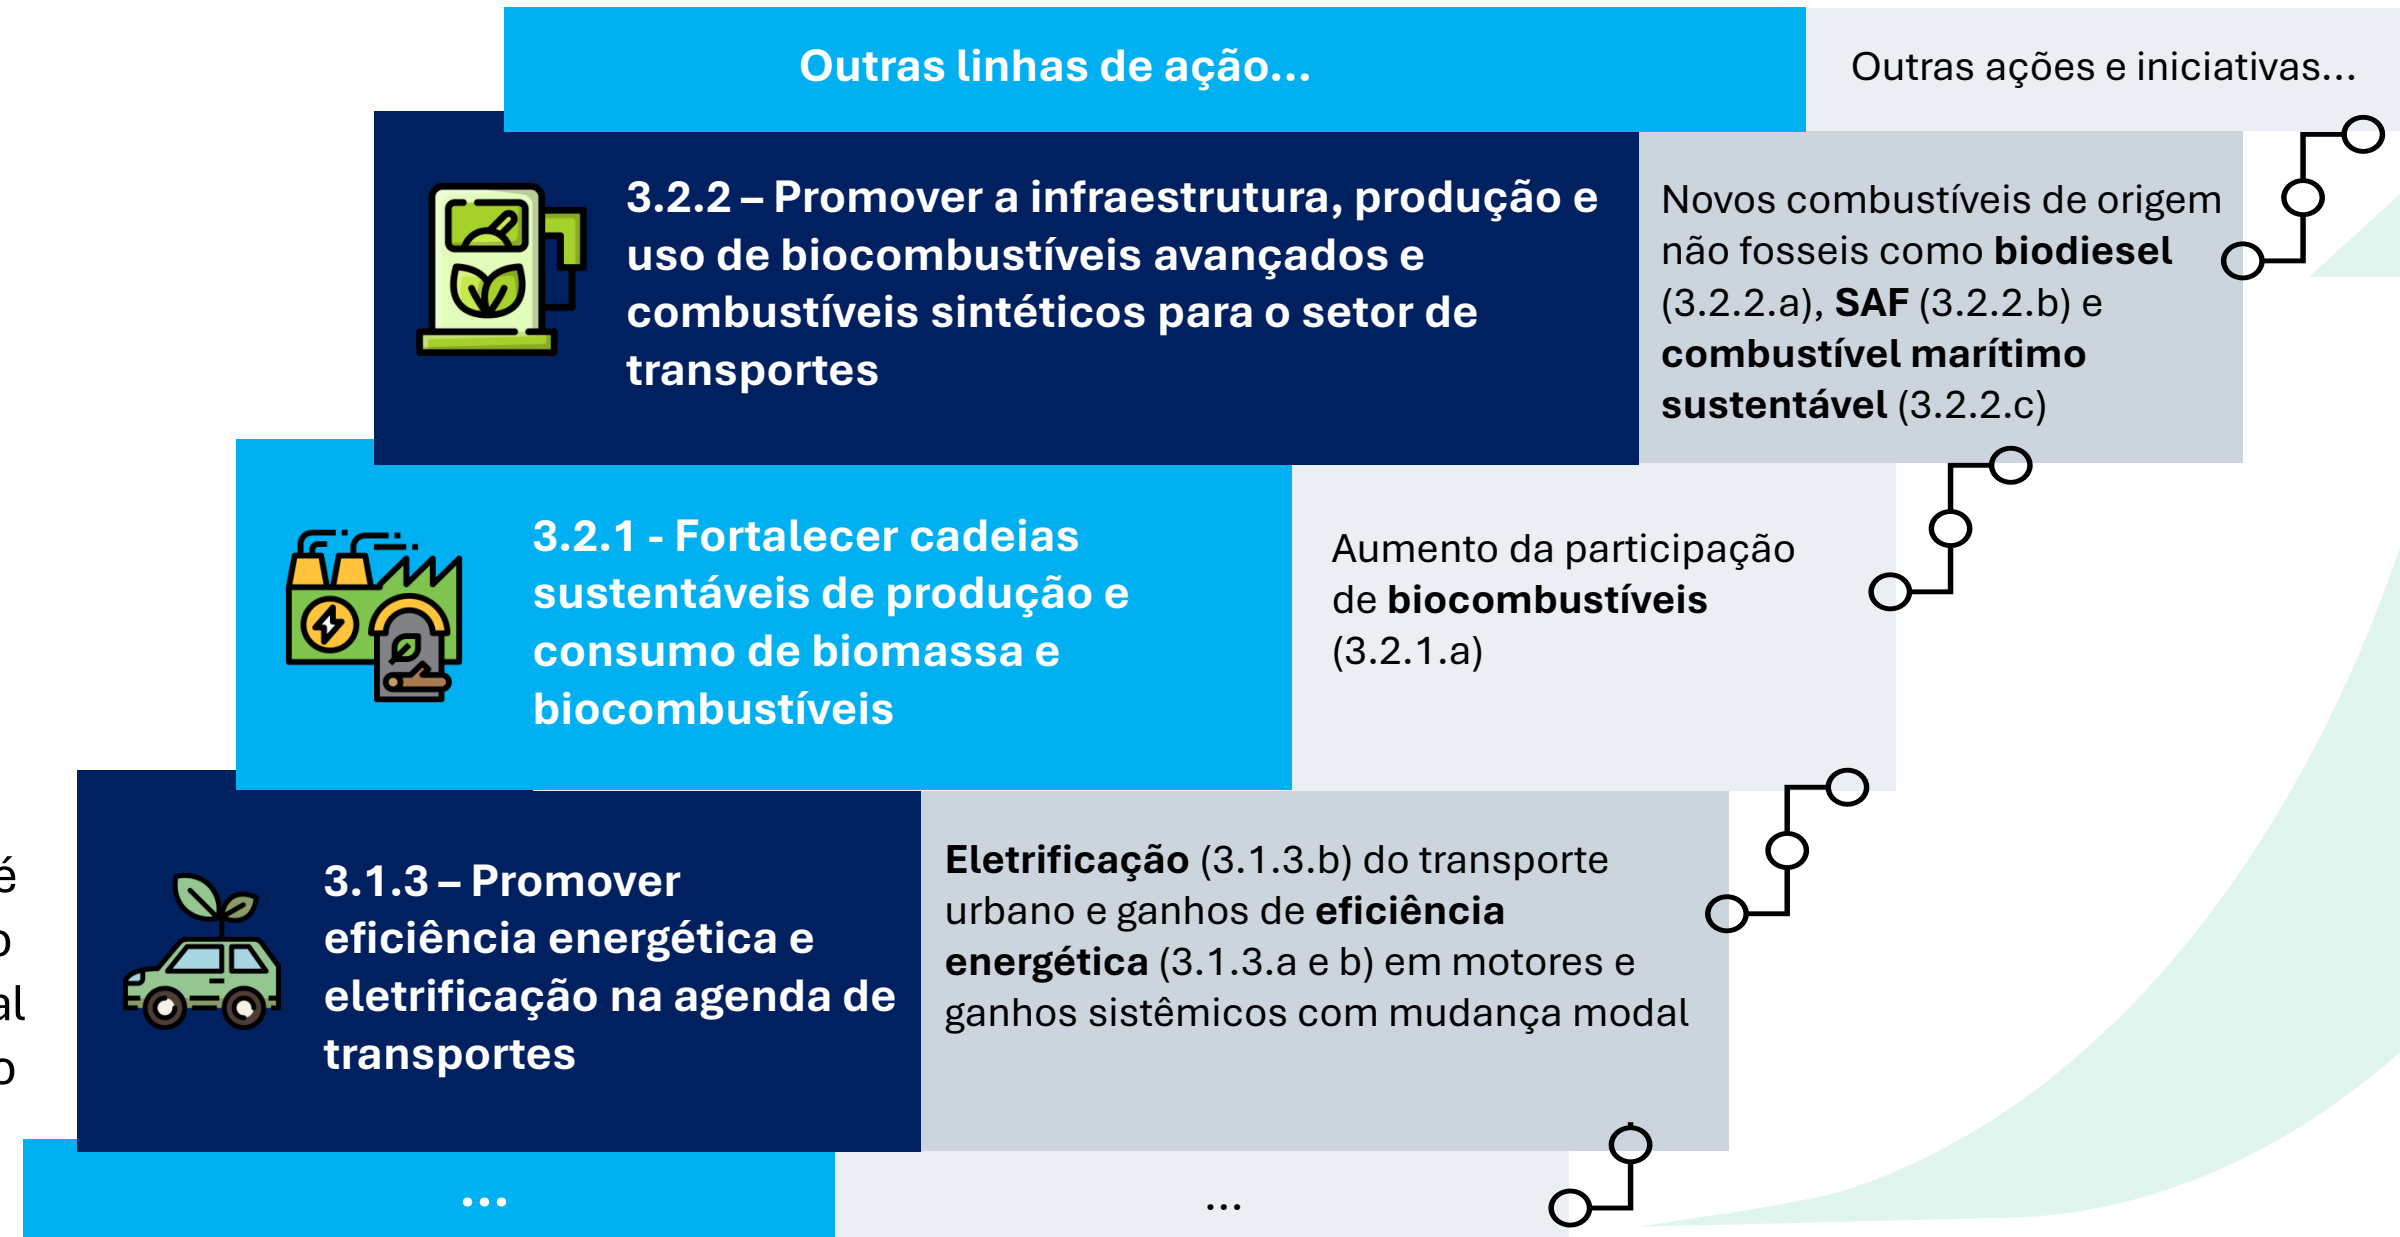 Outras linhas de ação...
Outras ações e iniciativas...
3.2.2 – Promover a infraestrutura, produção e
uso de biocombustíveis avançados e
combustíveis sintéticos para o setor de
transportes
Novos combustíveis de origem
não fosseis como biodiesel
(3.2.2.a), SAF (3.2.2.b) e
combustível marítimo
sustentável (3.2.2.c)
3.2.1 - Fortalecer cadeias
sustentáveis de produção e
consumo de biomassa e
biocombustíveis
Aumento da participação
de biocombustíveis
(3.2.1.a)
é
o
al
o
3.1.3 – Promover
eficiência energética e
eletrificação na agenda de
transportes
Eletrificação (3.1.3.b) do transporte
urbano e ganhos de eficiência
energética (3.1.3.a e b) em motores e
ganhos sistêmicos com mudança modal
...
...